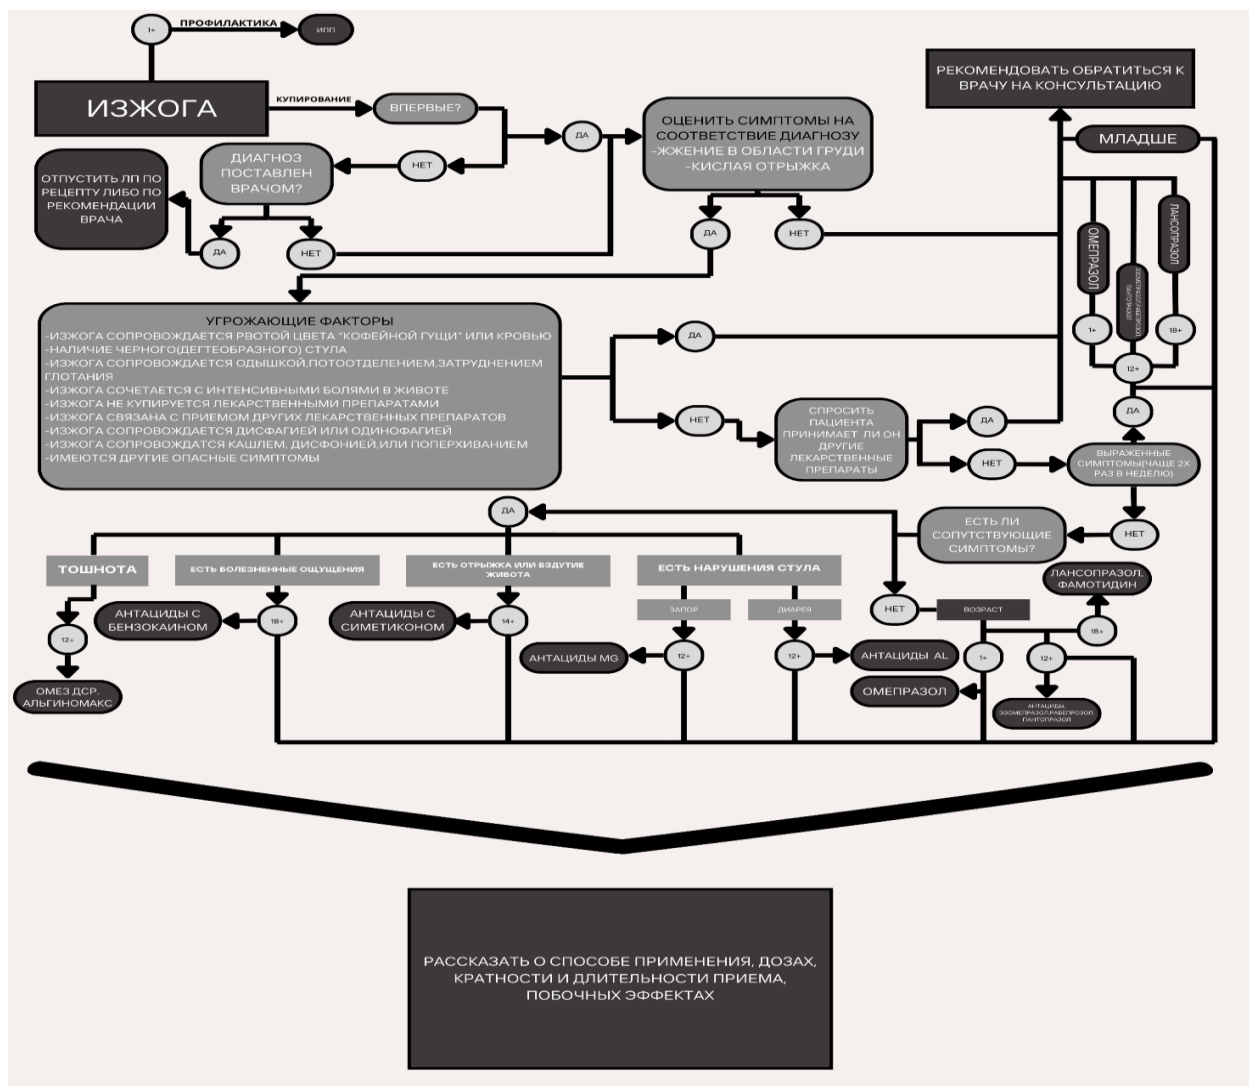 1+
ПРОФИЛАКТИКА
ИПП
ИЗЖОГА
КУПИРОВАНИЕ
ВПЕРВЫЕ?
ДА
НЕТ
ДИАГНОЗ
ПОСТАВЛЕН
ВРАЧОМ?
ОТПУСТИТЬ ЛП ПО
РЕЦЕПТУ ЛИБО ПО
РЕКОМЕНДАЦИИ
ВРАЧА
ДА
НЕТ
ОЦЕНИТЬ СИМПТОМЫ НА
СООТВЕТСТВИЕ ДИАГНОЗУ
-ЖЖЕНИЕ В ОБЛАСТИ ГРУДИ
-КИСЛАЯ ОТРЫЖКА
ДА
НЕТ
РЕКОМЕНДОВАТЬ ОБРАТИТЬСЯ К
ВРАЧУ НА КОНСУЛЬТАЦИЮ
МЛАДШЕ
ОМЕПРАЗОЛ
ПАНТОПРАЗОЛ
ЛАНСОПРАЗОЛ
1+
18+
12+
ДА
УГРОЖАЮЩИЕ ФАКТОРЫ
-ИЗЖОГА СОПРОВОЖДАЕТСЯ РВОТОЙ ЦВЕТА "КОФЕЙНОЙ ГУЩИ" ИЛИ КРОВЬЮ
-НАЛИЧИЕ ЧЕРНОГО(ДЕГТЕОБРАЗНОГО) СТУЛА
-ИЗЖОГА СОПРОВОЖДАЕТСЯ ОДЫШКОЙ,ПОТООТДЕЛЕНИЕМ,ЗАТРУДНЕНИЕМ
ГЛОТАНИЯ
-ИЗЖОГА СОЧЕТАЕТСЯ С ИНТЕНСИВНЫМИ БОЛЯМИ В ЖИВОТЕ
-ИЗЖОГА НЕ КУПИРУЕТСЯ ЛЕКАРСТВЕННЫМИ ПРЕПАРАТАМИ
-ИЗЖОГА СВЯЗАНА С ПРИЕМОМ ДРУГИХ ЛЕКАРСТВЕННЫХ ПРЕПАРАТОВ
-ИЗЖОГА СОПРОВОЖДАЕТСЯ ДИСФАГИЕЙ ИЛИ ОДИНОФАГИЕЙ
-ИЗЖОГА СОПРОВОЖДАТСЯ КАШЛЕМ, ДИСФОНИЕЙ,ИЛИ ПОПЕРХИВАНИЕМ
-ИМЕЮТСЯ ДРУГИЕ ОПАСНЫЕ СИМПТОМЫ
ДА
НЕТ
СПРОСИТЬ
ПАЦИЕНТА
ПРИНИМАЕТ ЛИ ОН
ДРУГИЕ
ЛЕКАРСТВЕННЫЕ
ПРЕПАРАТЫ
ДА
НЕТ
ВЫРАЖЕННЫЕ
СИМПТОМЫ(ЧАЩЕ 2Х
РАЗ В НЕДЕЛЮ)
НЕТ
ЕСТЬ ЛИ
СОПУТСТВУЮЩИЕ
СИМПТОМЫ?
ДА
ТОШНОТА
ЕСТЬ БОЛЕЗНЕННЫЕ ОЩУЩЕНИЯ
ЕСТЬ ОТРЫЖКА ИЛИ ВЗДУТИЕ
ЖИВОТА
ЕСТЬ НАРУШЕНИЯ СТУЛА
ЗАПОР
ДИАРЕЯ
НЕТ
ВОЗРАСТ
ЛАНСОПРАЗОЛ,
ФАМОТИДИН
АНТАЦИДЫ С
БЕНЗОКАИНОМ
18+
АНТАЦИДЫ С
СИМЕТИКОНОМ
14+
18+
12+
АНТАЦИДЫ MG
12+
12+
АНТАЦИДЫ AL
1+
12+
ОМЕЗ ДСР.
АЛЬГИНОМАКС
ОМЕПРАЗОЛ
АНТАЦИДЫ,
ЭЗОМЕПРАЗОЛ,РАБЕПРОЗОЛ,
ПАНТОПРАЗОЛ
РАССКАЗАТЬ О СПОСОБЕ ПРИМЕНЕНИЯ, ДОЗАХ,
КРАТНОСТИ И ДЛИТЕЛЬНОСТИ ПРИЕМА,
ПОБОЧНЫХ ЭФФЕКТАХ